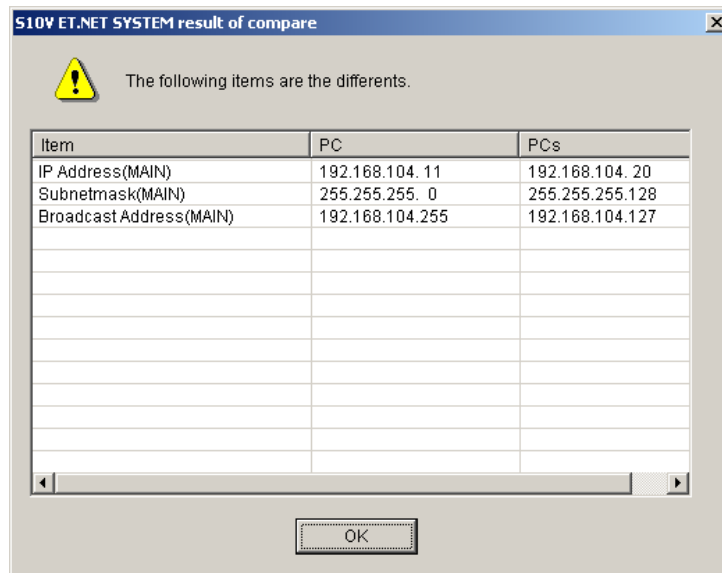 S10V ET.NET SYSTEM result of compare
The following items are the differents.
Item PC PCs
IP Address(MAIN) 192.168.104. 11 192.168.104. 20
Subnetmask(MAIN) 255.255.255. 0 255.255.255.128
Broadcast Address(MAIN) 192.168.104.255 192.168.104.127
OK